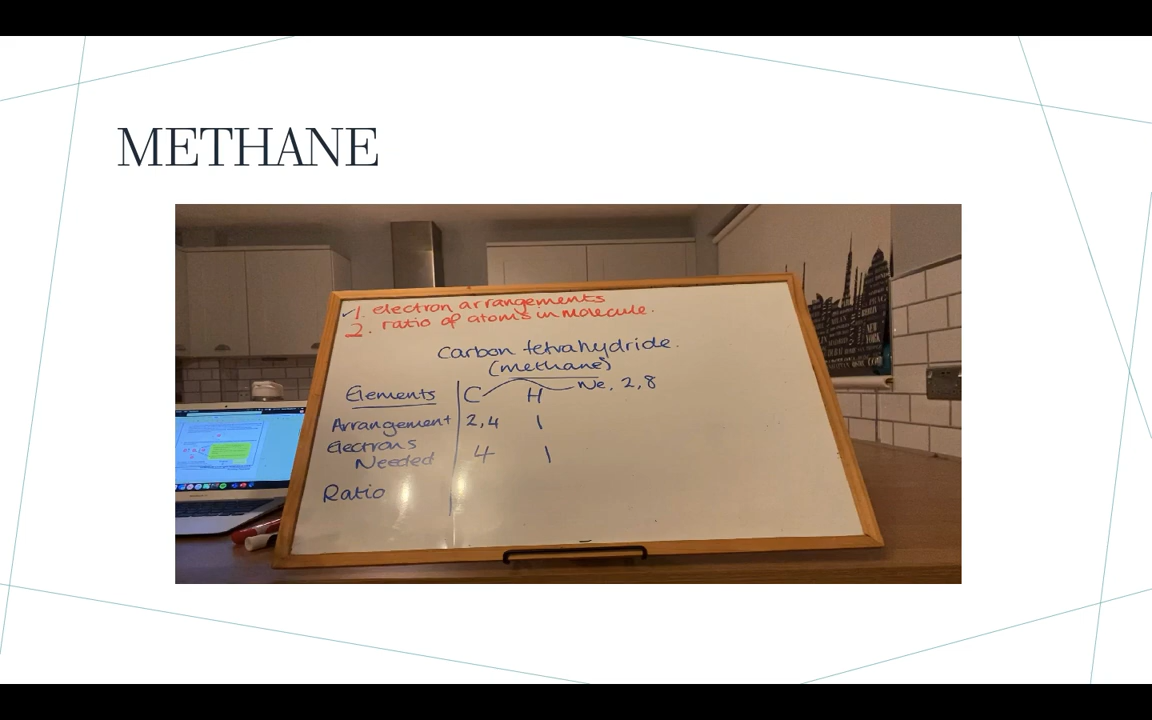 METHANE
1. electron arrangements
2. ratio of atoms in molecule.
Carbon tetrahydride.
(methane)
Elements C H Ne, 2,8
Arrangement 2,4 1
Electrons
Needed 4 1
Ratio